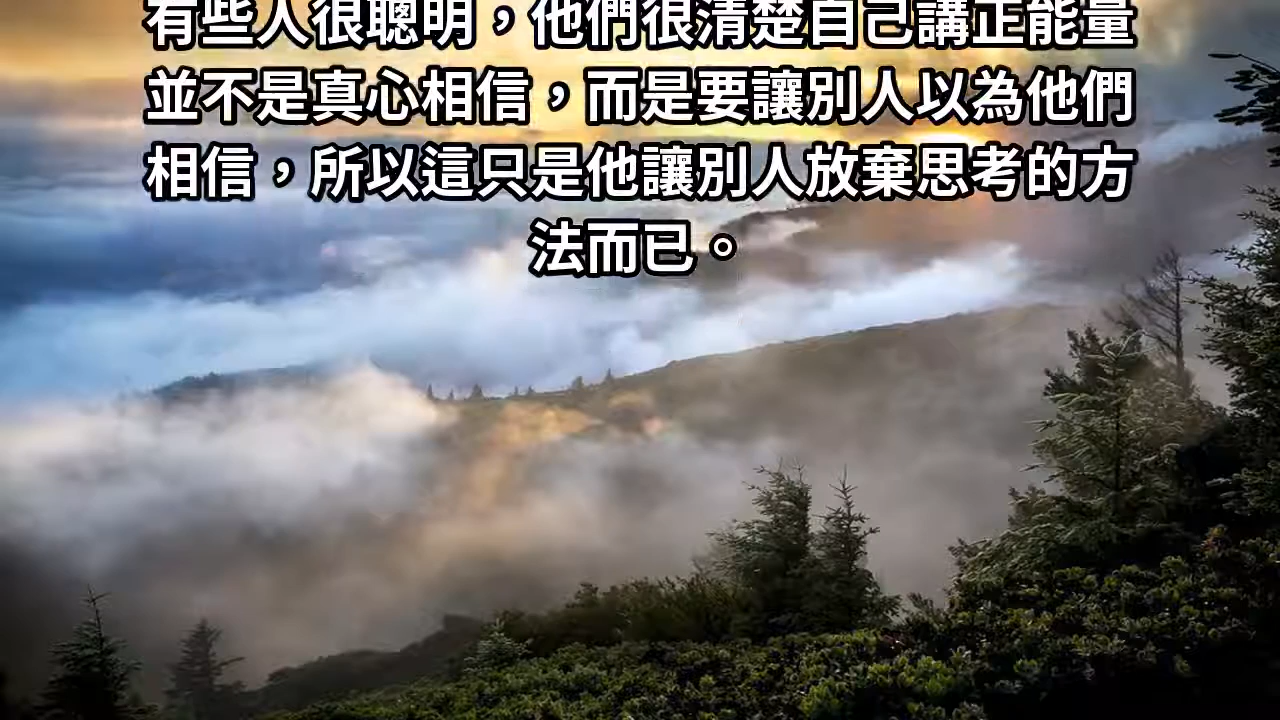 有些人很聰明，他們很清楚自己講正能量
並不是真心相信，而是要讓別人以為他們
相信，所以這只是他讓別人放棄思考的方
法而已。